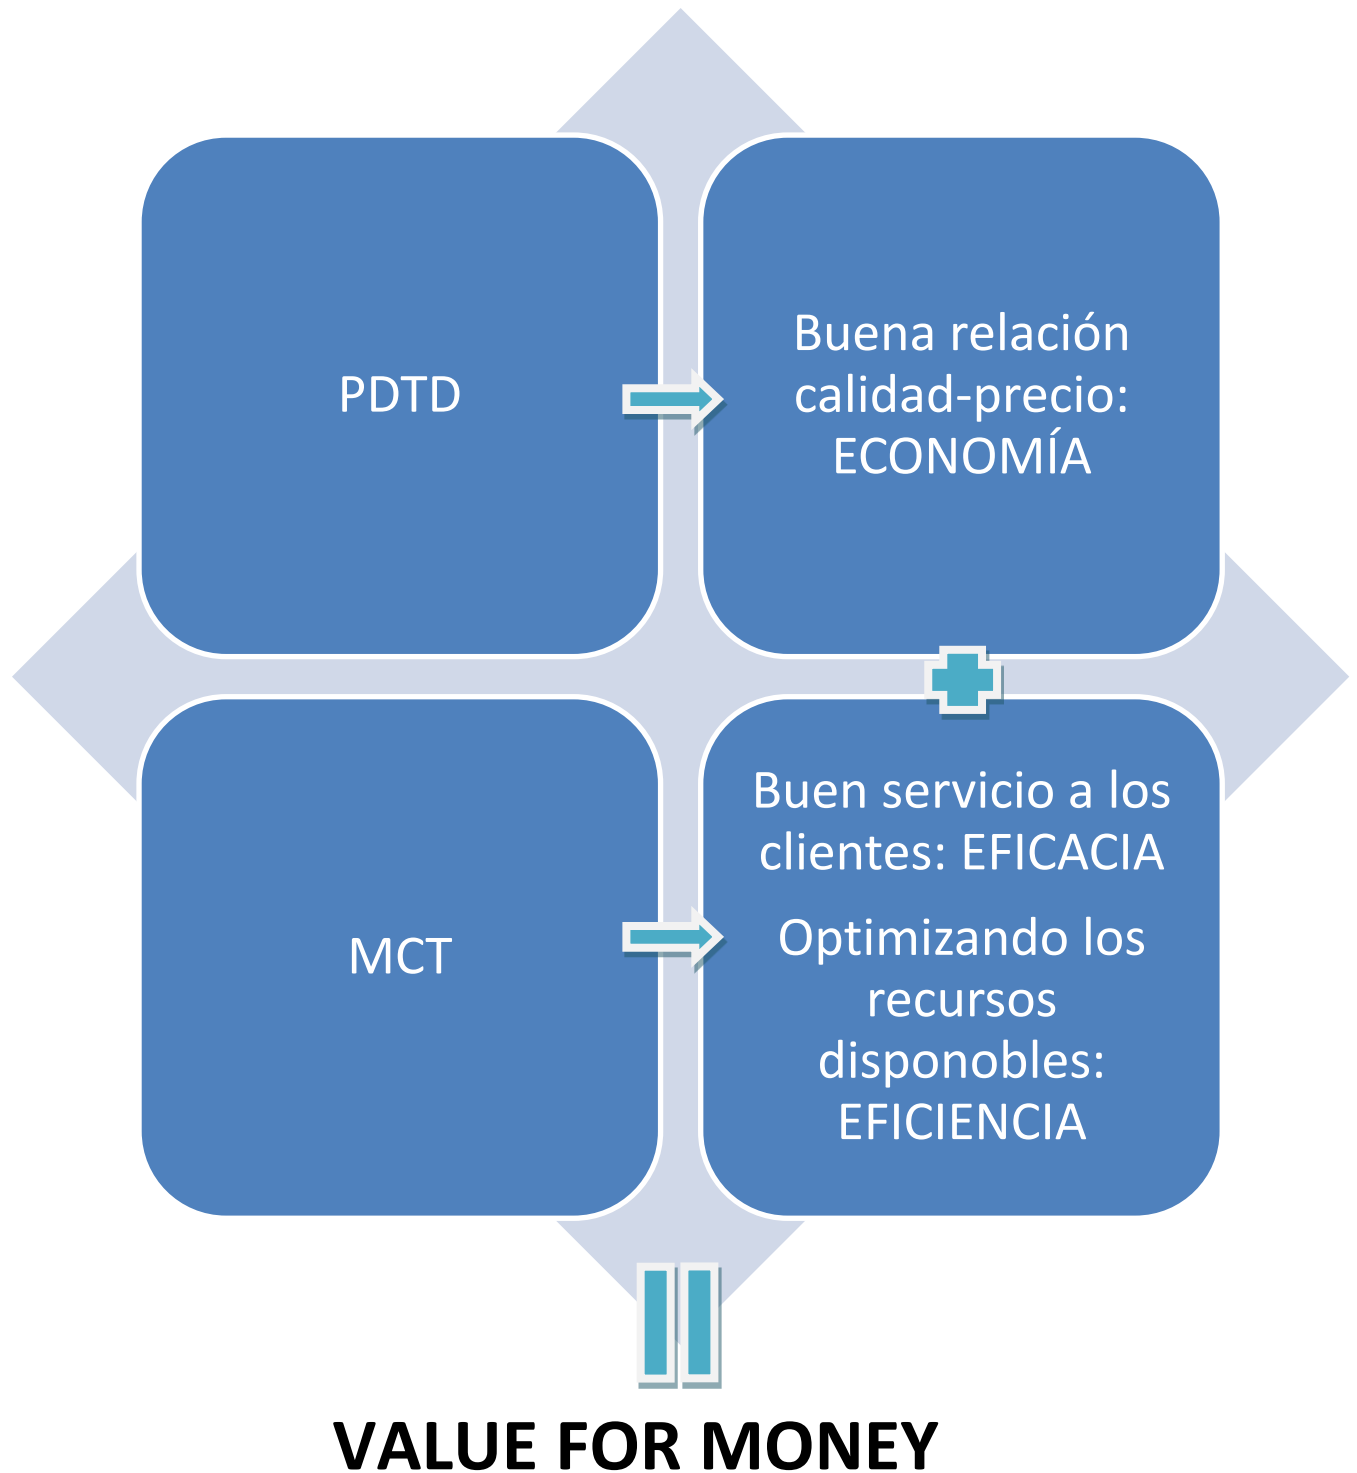 PDTD
Buena relación
calidad-precio:
ECONOMÍA
MCT
Buen servicio a los
clientes: EFICACIA
Optimizando los
recursos
disponobles:
EFICIENCIA
VALUE FOR MONEY